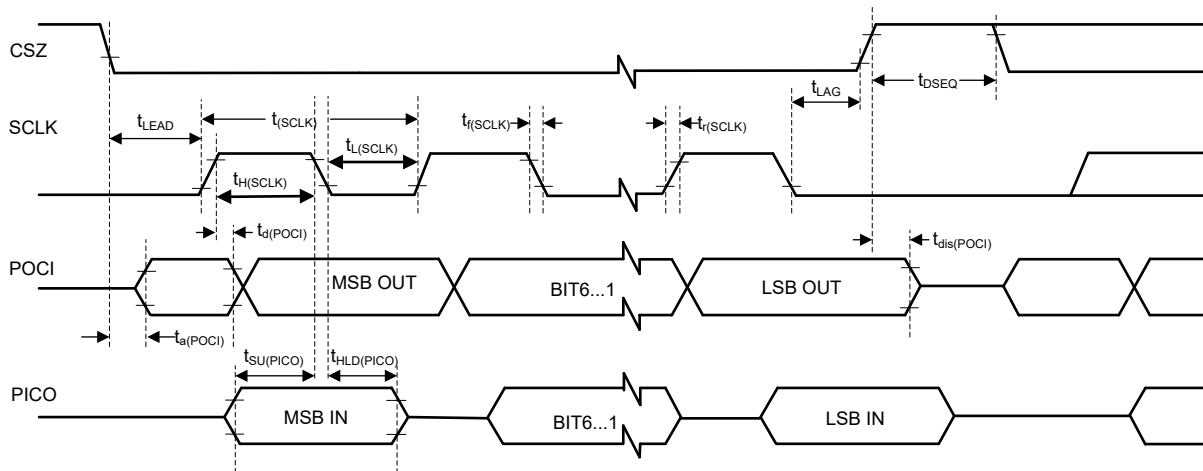 CSZ
tLAG
tDSEQ
SCLK
tLEAD
t(SCLK)
tf(SCLK)
tr(SCLK)
tL(SCLK)
tH(SCLK)
td(POCI)
tdis(POCI)
POCI
MSB OUT
BIT6...1
LSB OUT
ta(POCI)
tSU(PICO)
tHLD(PICO)
PICO
MSB IN
BIT6...1
LSB IN